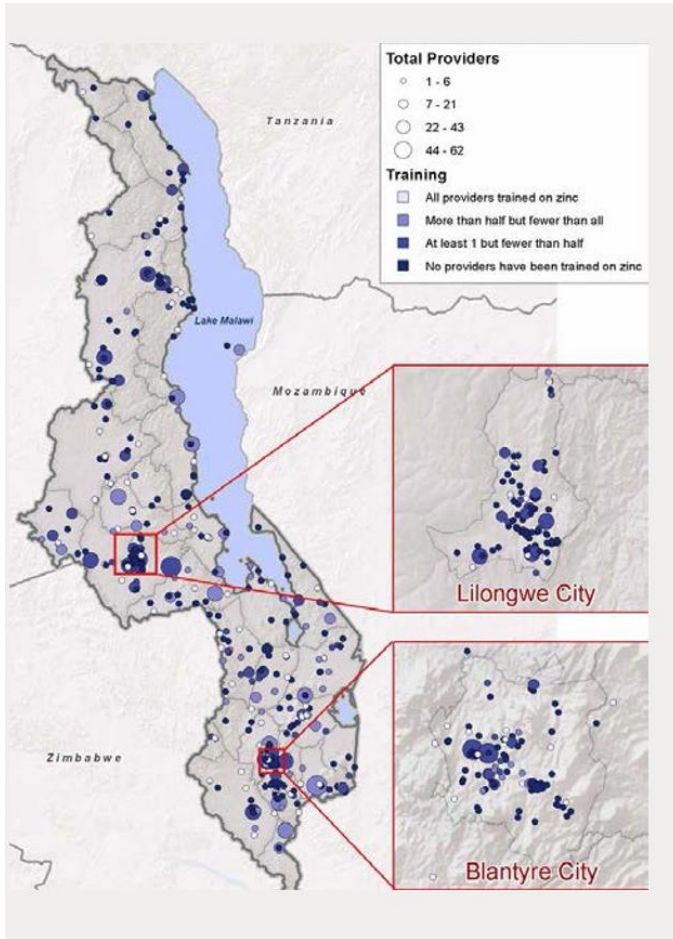 Total Providers
1 - 6
7 - 21
22 - 43
44 - 62
Training
All providers trained on zinc
More than half but fewer than all
At least 1 but fewer than half
No providers have been trained on zinc
Tanzania
Lake Malawi
Mozambique
Lilongwe City
Zimbabwe
Blantyre City